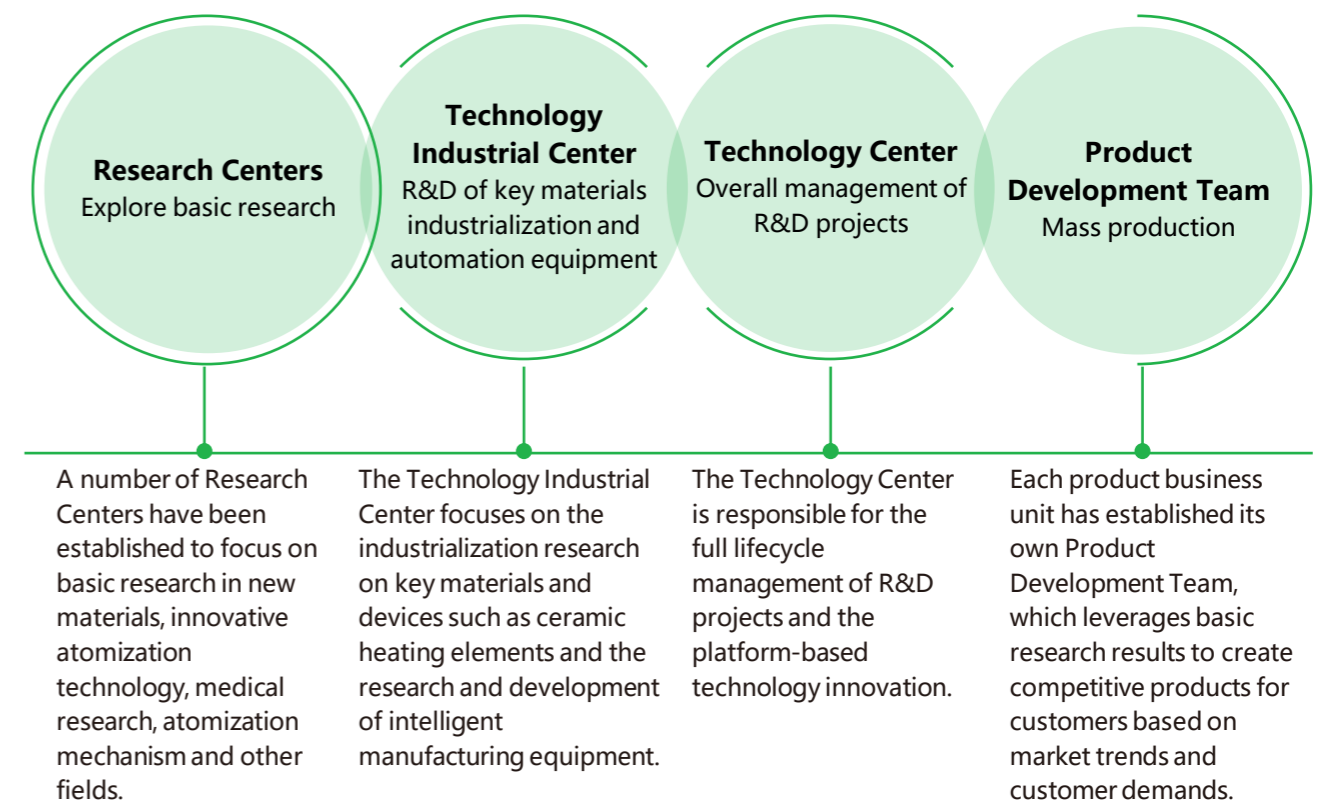 Research Centers
Explore basic research
Technology
Industrial Center
R&D of key materials
industrialization and
automation equipment
Technology Center
Overall management of
R&D projects
Product
Development Team
Mass production
A number of Research
Centers have been
established to focus on
basic research in new
materials, innovative
atomization
technology, medical
research, atomization
mechanism and other
fields.
The Technology Industrial
Center focuses on the
industrialization research
on key materials and
devices such as ceramic
heating elements and the
research and development
of intelligent
manufacturing equipment.
The Technology Center
is responsible for the
full lifecycle
management of R&D
projects and the
platform-based
technology innovation.
Each product business
unit has established its
own Product
Development Team,
which leverages basic
research results to create
competitive products for
customers based on
market trends and
customer demands.